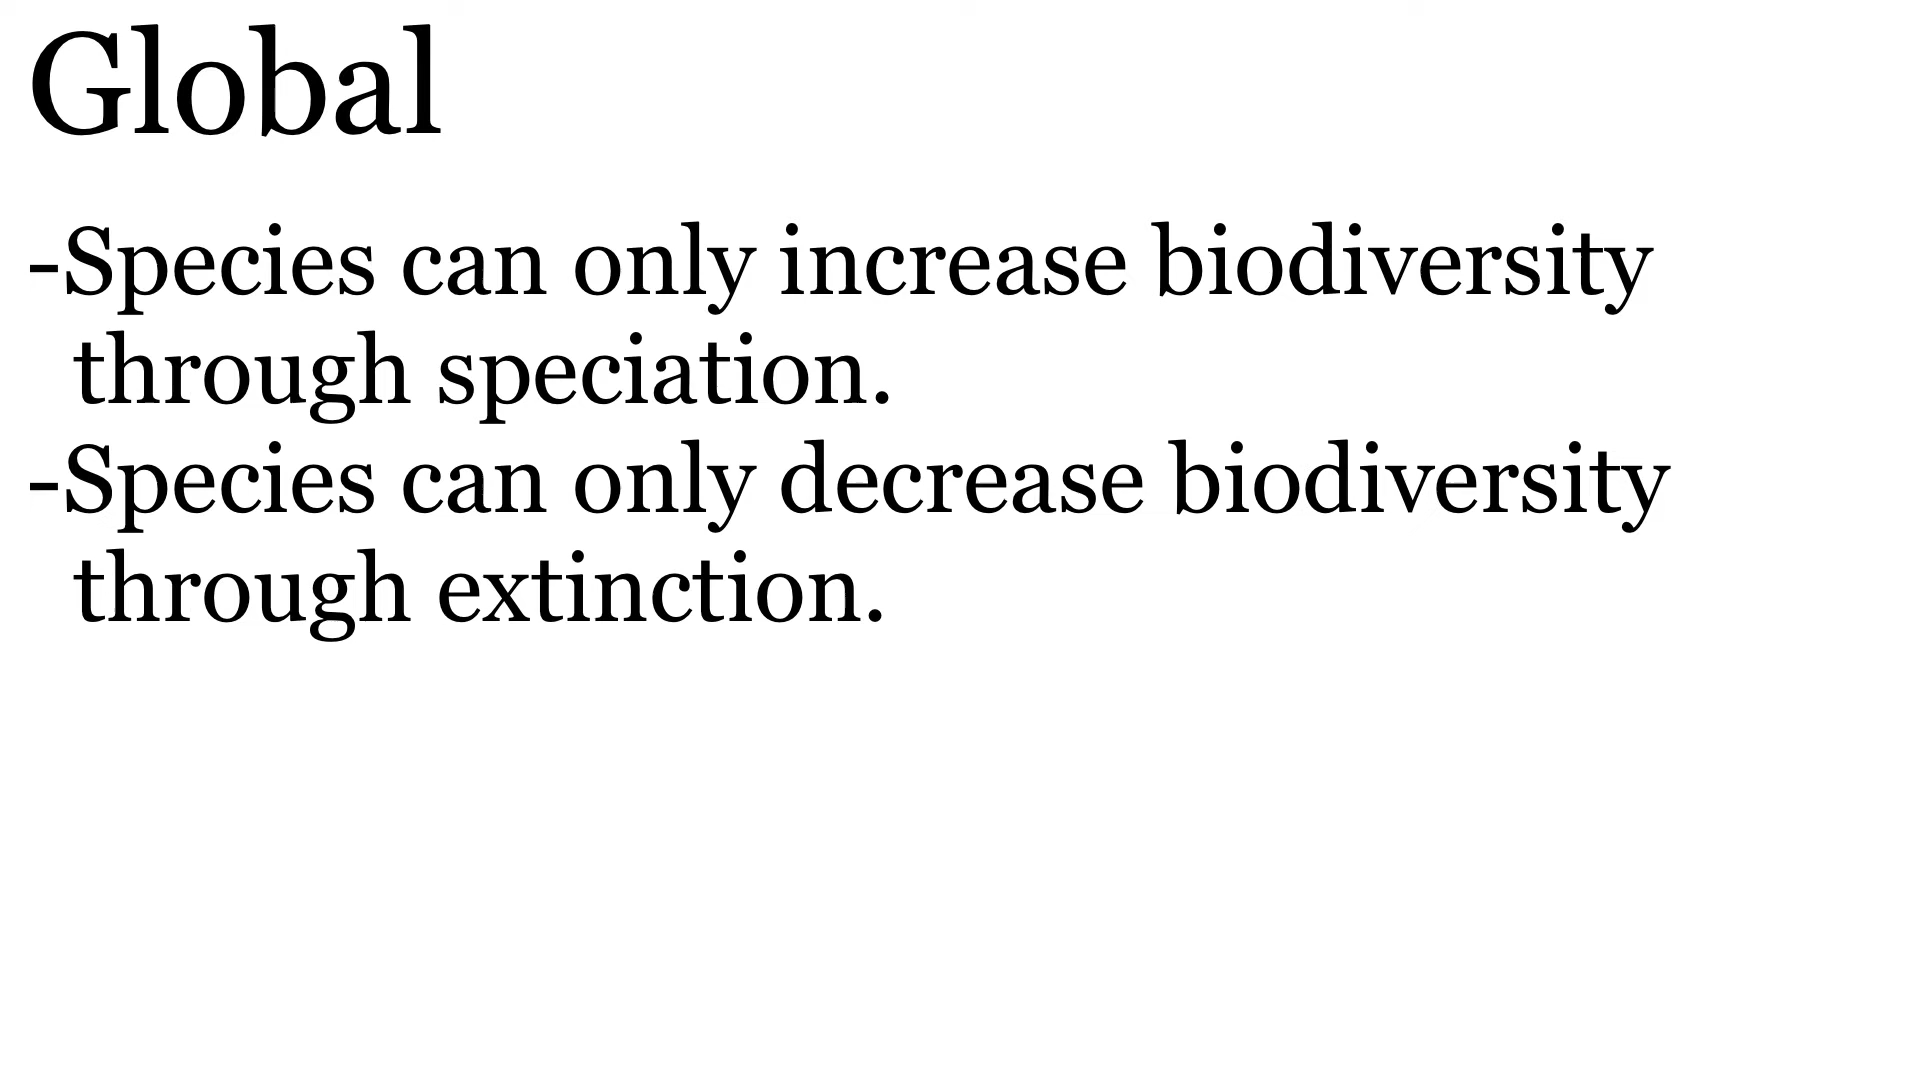 Global
-Species can only increase biodiversity
through speciation.
-Species can only decrease biodiversity
through extinction.